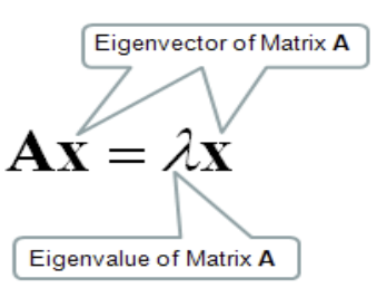 Eigenvector of Matrix A
Ax = λx
Eigenvalue of Matrix A